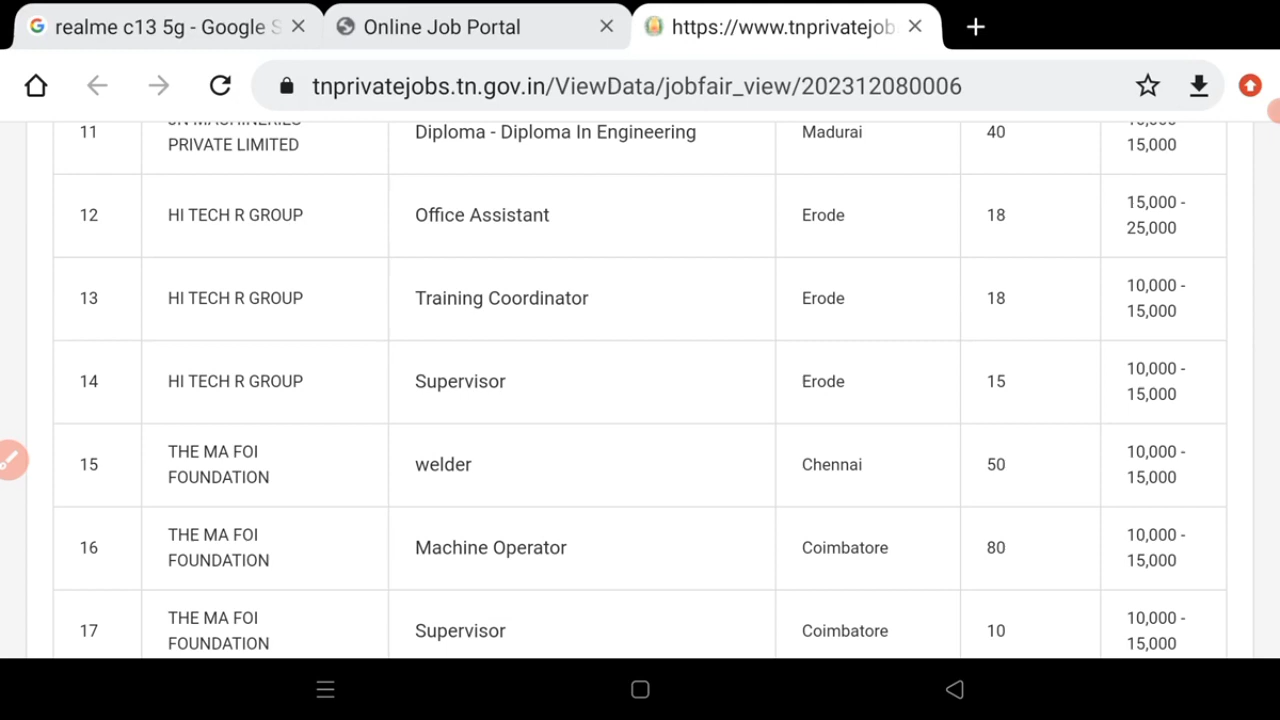 realme c13 5g - Google S
Online Job Portal
https://www.tnprivatejob
tnprivatejobs.tn.gov.in/ViewData/jobfair_view/202312080006
11 PRIVATE LIMITED Diploma - Diploma In Engineering Madurai 40 15,000
12 HI TECH R GROUP Office Assistant Erode 18 15,000 -
25,000
13 HI TECH R GROUP Training Coordinator Erode 18 10,000 -
15,000
14 HI TECH R GROUP Supervisor Erode 15 10,000 -
15,000
15 THE MA FOI welder Chennai 50 10,000 -
FOUNDATION 15,000
16 THE MA FOI Machine Operator Coimbatore 80 10,000 -
FOUNDATION 15,000
17 THE MA FOI Supervisor Coimbatore 10 10,000 -
FOUNDATION 15,000